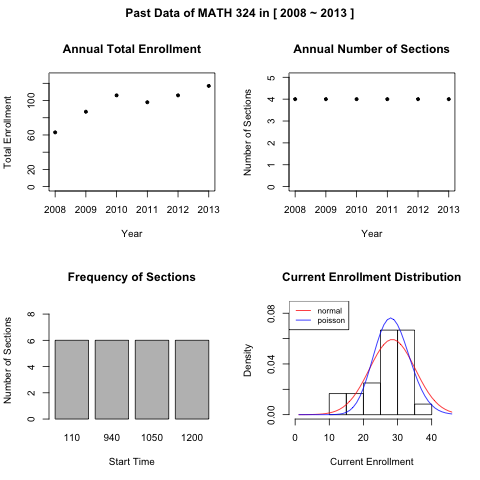 Past Data of MATH 324 in [ 2008 ~ 2013 ]
Annual Total Enrollment
Total Enrollment
0
60
100
2008 2009 2010 2011 2012 2013
Year
Annual Number of Sections
Number of Sections
0
1
2
3
4
5
2008 2009 2010 2011 2012 2013
Year
Frequency of Sections
Number of Sections
0
2
4
6
8
110 940 1050 1200
Start Time
Current Enrollment Distribution
normal
poisson
Density
0.00
0.04
0.08
0 10 20 30 40
Current Enrollment